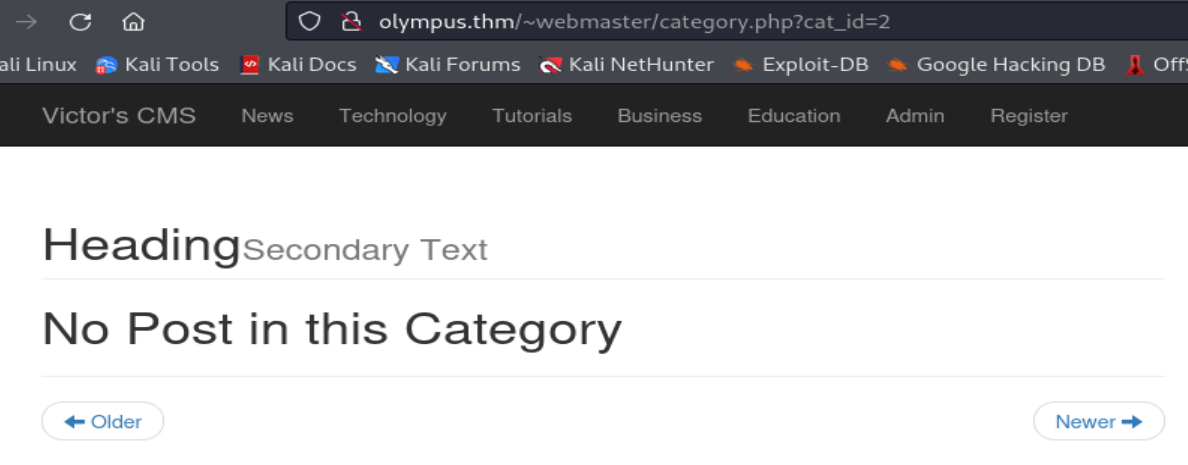 olympus.thm/~webmaster/category.php?cat_id=2
ali Linux Kali Tools Kali Docs Kali Forums Kali NetHunter Exploit-DB Google Hacking DB OffS
Victor's CMS News Technology Tutorials Business Education Admin Register
HeadingSecondary Text
No Post in this Category
Older Newer